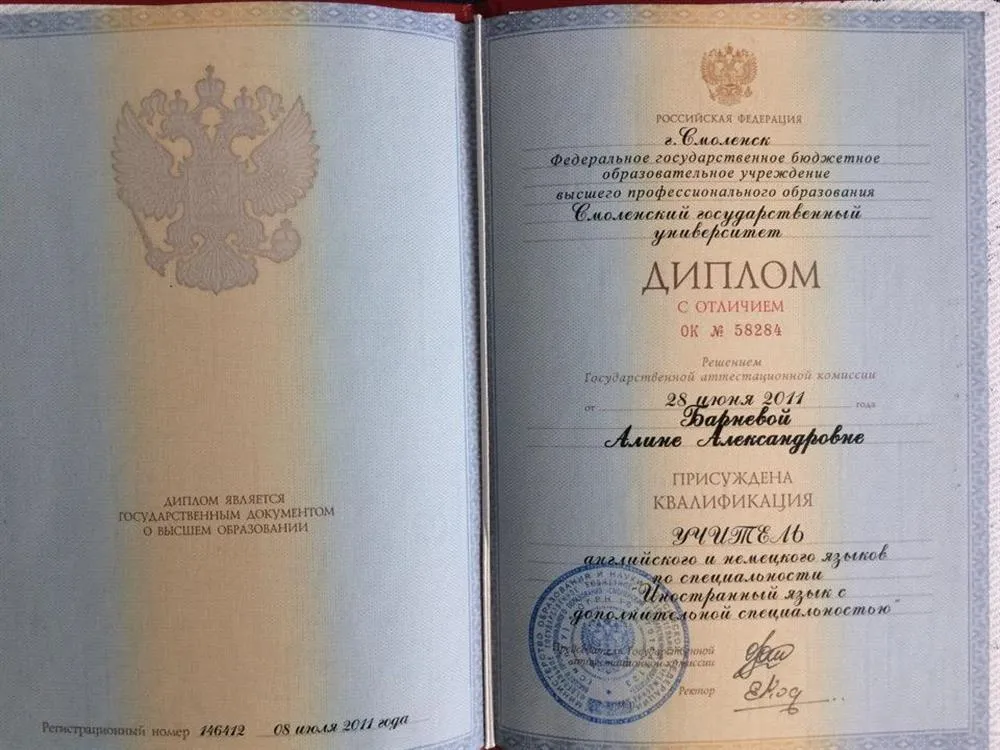 ДИПЛОМ ЯВЛЯЕТСЯ
ГОСУДАРСТВЕННЫМ ДОКУМЕНТОМ
О ВЫСШЕМ ОБРАЗОВАНИИ
Регистрационный номер 146412 08 июля 2011 года
РОССИЙСКАЯ ФЕДЕРАЦИЯ
г.Смоленск
Федеральное государственное бюджетное
образовательное учреждение
высшего профессионального образования
Смоленский государственный
университет
ДИПЛОМ
С ОТЛИЧИЕМ
ОК № 58284
Решением
Государственной аттестационной комиссии
от 28 июня 2011 года
Барневой
Алине Александровне
ПРИСУЖДЕНА
КВАЛИФИКАЦИЯ
УЧИТЕЛЬ
английского и немецкого языков
по специальности
"Иностранный язык с
дополнительной специальностью"
Председатель Государственной
аттестационной комиссии
Ректор